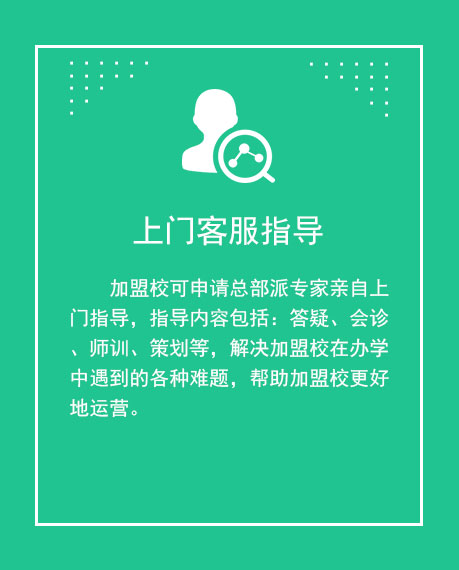 上门客服指导
加盟校可申请总部派专家亲自上
门指导，指导内容包括：答疑、会诊
、师训、策划等，解决加盟校在办学
中遇到的各种难题，帮助加盟校更好
地运营。